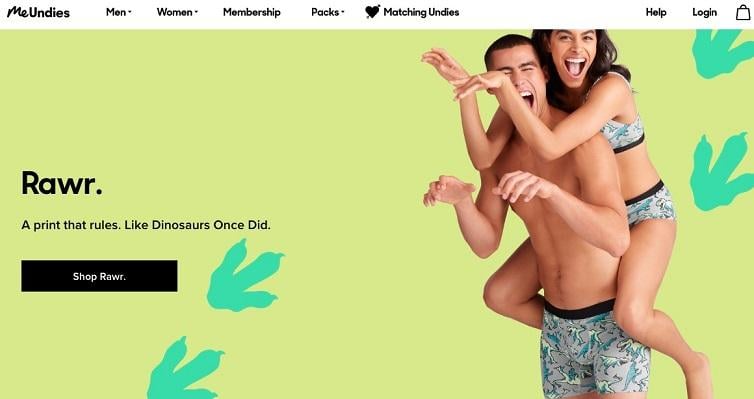 MeUndies
Men
Women
Membership
Packs
Matching Undies
Help
Login
Rawr.
A print that rules. Like Dinosaurs Once Did.
Shop Rawr.